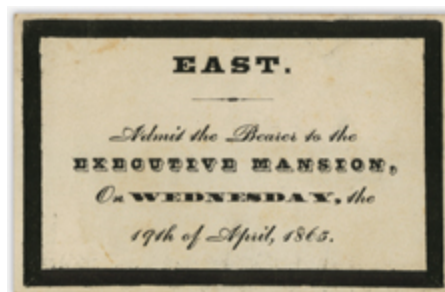 EAST.
Admit the Bearer to the
EXECUTIVE MANSION,
On WEDNESDAY, the
19th of April, 1865.